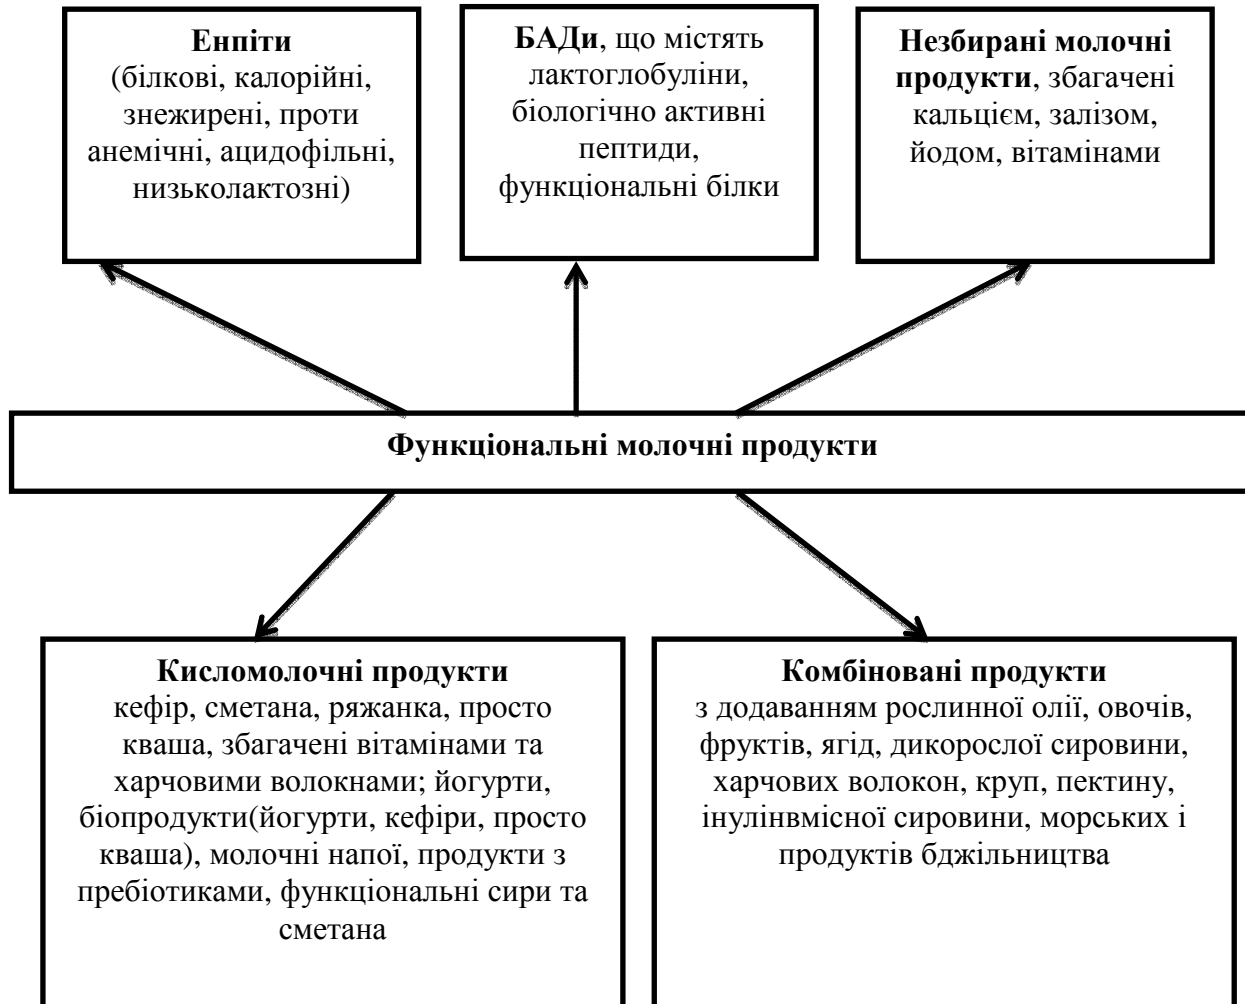 Енпіти
(білкові, калорійні,
знежирені, проти
анемічні, ацидофільні,
низьколактозні)
БАДи, що містять
лактоглобуліни,
біологічно активні
пептиди,
функціональні білки
Незбирані молочні
продукти, збагачені
кальцієм, залізом,
йодом, вітамінами
Функціональні молочні продукти
Кисломолочні продукти
кефір, сметана, ряжанка, просто
кваша, збагачені вітамінами та
харчовими волокнами; йогурти,
біопродукти(йогурти, кефіри, просто
кваша), молочні напої, продукти з
пребіотиками, функціональні сири та
сметана
Комбіновані продукти
з додаванням рослинної олії, овочів,
фруктів, ягід, дикорослої сировини,
харчових волокон, круп, пектину,
інулінвмісної сировини, морських і
продуктів бджільництва